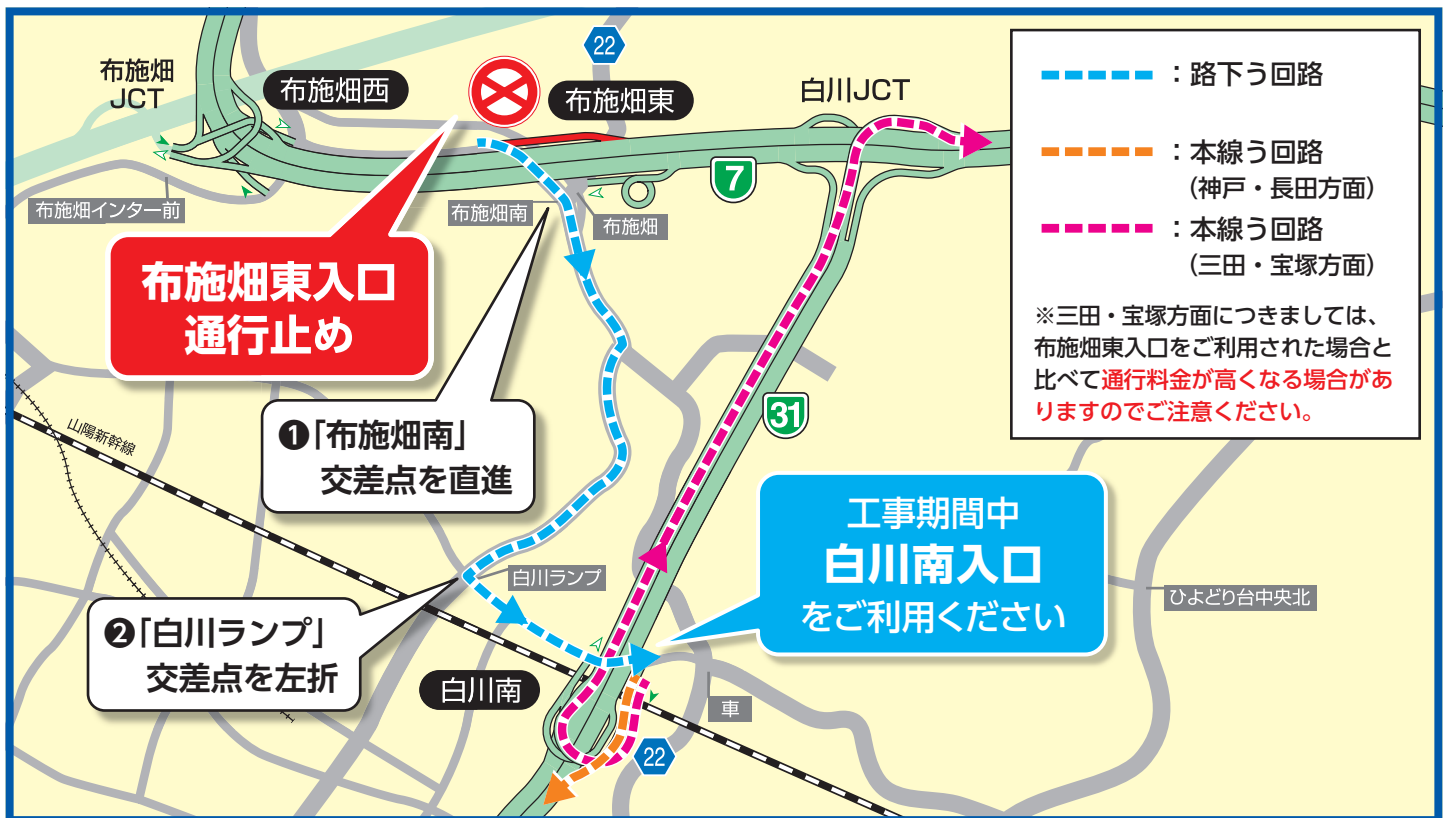 布施畑
JCT
布施畑西
22
布施畑東
白川JCT
7
布施畑インター前
布施畑南
布施畑
布施畑東入口
通行止め
❶「布施畑南」
交差点を直進
山陽新幹線
31
白川ランプ
❷「白川ランプ」
交差点を左折
工事期間中
白川南入口
をご利用ください
ひよどり台中央北
白川南
車
22
：路下う回路
：本線う回路
（神戸・長田方面）
：本線う回路
（三田・宝塚方面）
※三田・宝塚方面につきましては、
布施畑東入口をご利用された場合と
比べて通行料金が高くなる場合があ
りますのでご注意ください。